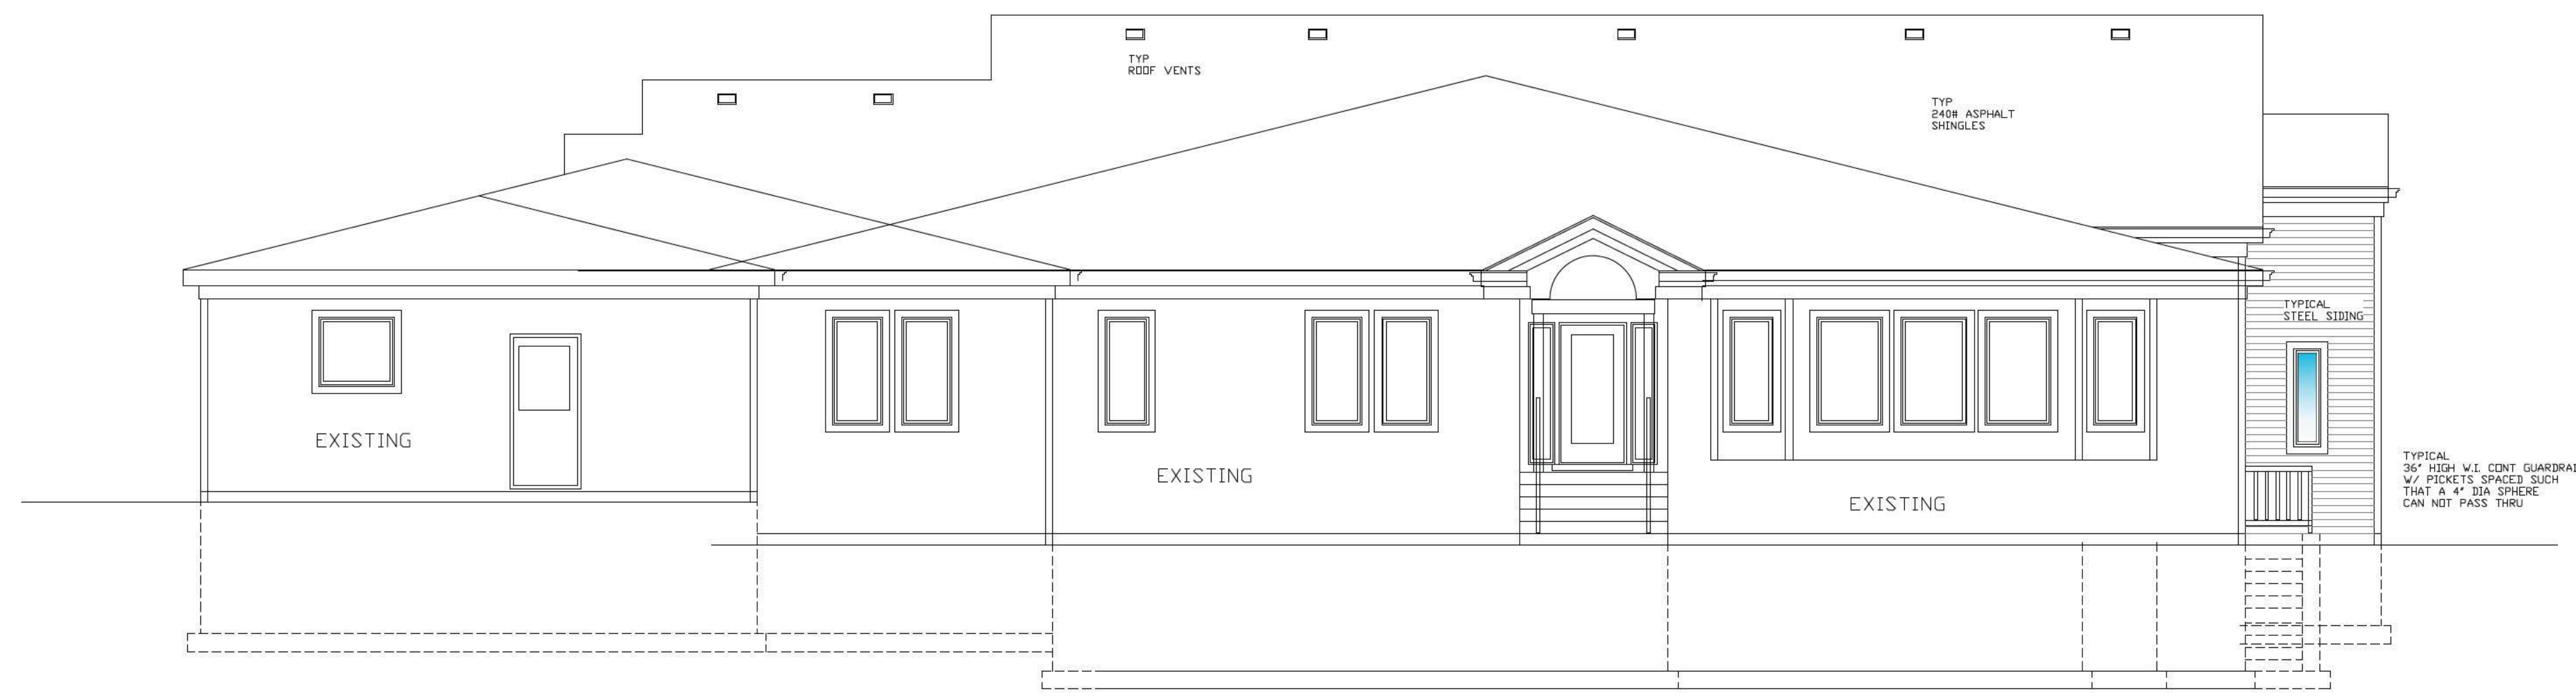 TYP
ROOF VENTS
TYP
240# ASPHALT
SHINGLES
TYPICAL
STEEL SIDING
EXISTING
EXISTING
EXISTING
TYPICAL
36" HIGH W.I. CONT GUARDRAI
W/ PICKETS SPACED SUCH
THAT A 4" DIA SPHERE
CAN NOT PASS THRU